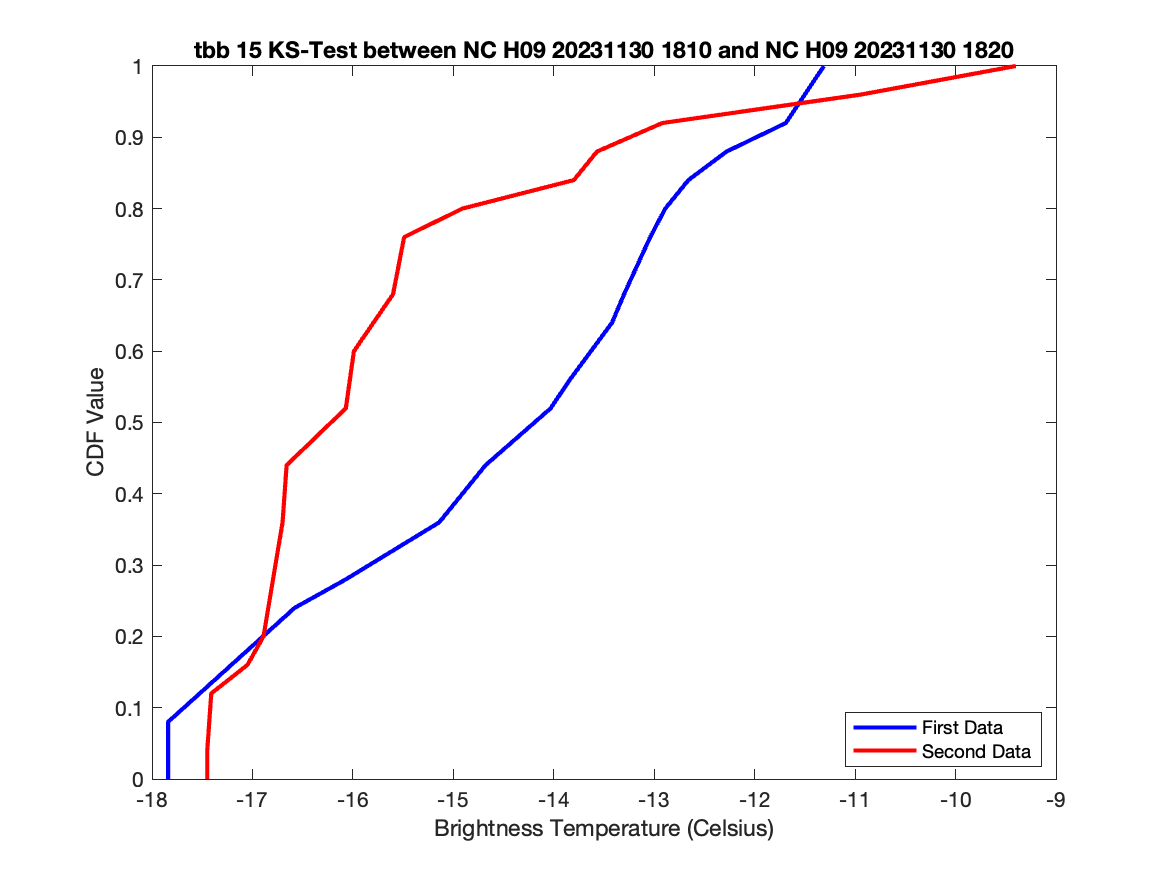 tbb 15 KS-Test between NC H09 20231130 1810 and NC H09 20231130 1820
1
0.9
0.8
0.7
0.6
0.5
0.4
0.3
0.2
0.1
0
CDF Value
First Data
Second Data
-18 -17 -16 -15 -14 -13 -12 -11 -10 -9
Brightness Temperature (Celsius)